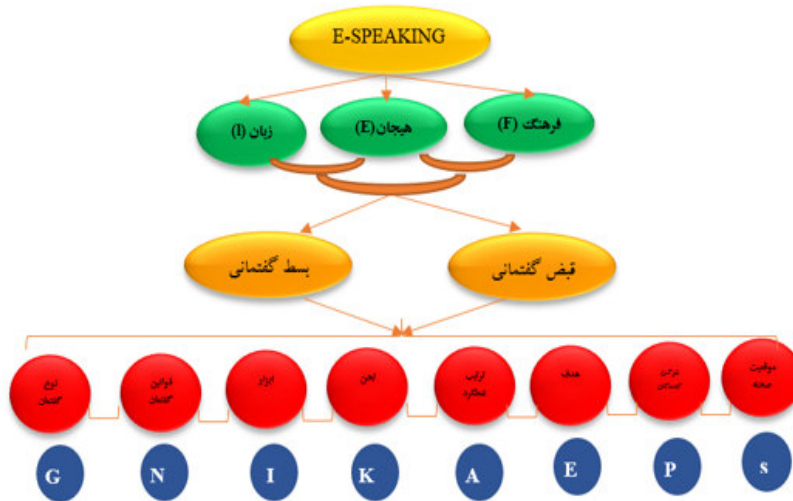 E-SPEAKING
فرهنگ (F)
هیجان(E)
زبان (l)
قبض گفتمانی
بسط گفتمانی
موقعیت
صحنه
شرکت
کنندگان
هدف
ترتیب
عملکرد
لحن
ابزار
قوانین
گفتمان
نوع
گفتمان
G
N
I
K
A
E
P
s